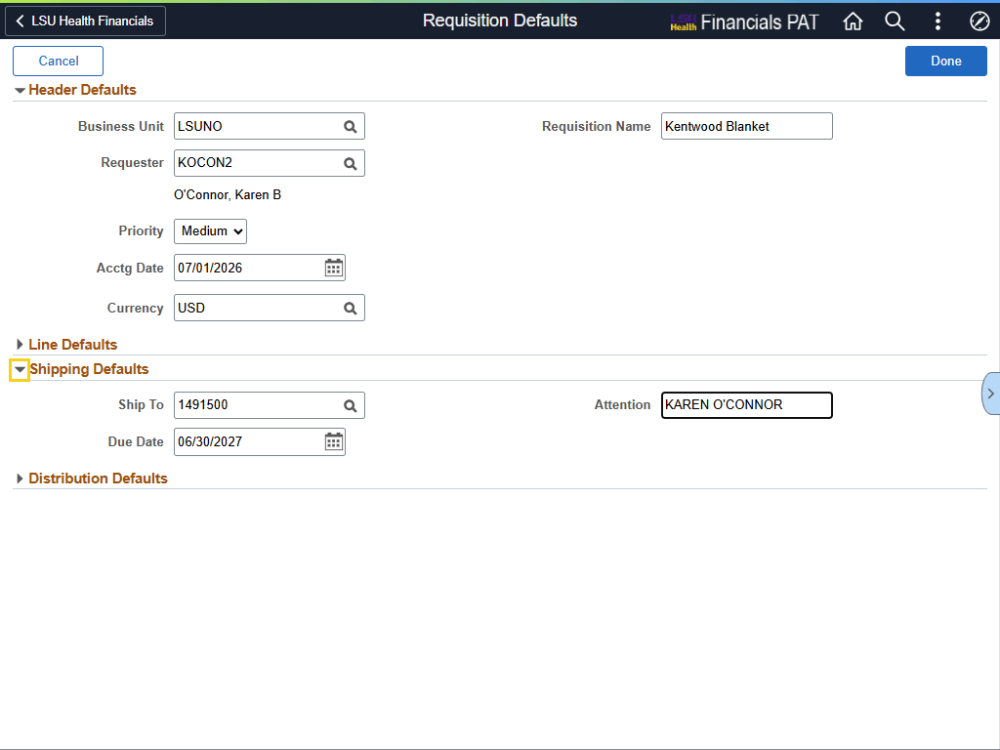 LSU Health Financials
Requisition Defaults
LSU Health Financials PAT
Cancel
Done
Header Defaults
Business Unit LSUNO
Requisition Name Kentwood Blanket
Requester KOCON2
O'Connor, Karen B
Priority Medium
Acctg Date 07/01/2026
Currency USD
Line Defaults
Shipping Defaults
Ship To 1491500
Attention KAREN O'CONNOR
Due Date 06/30/2027
Distribution Defaults